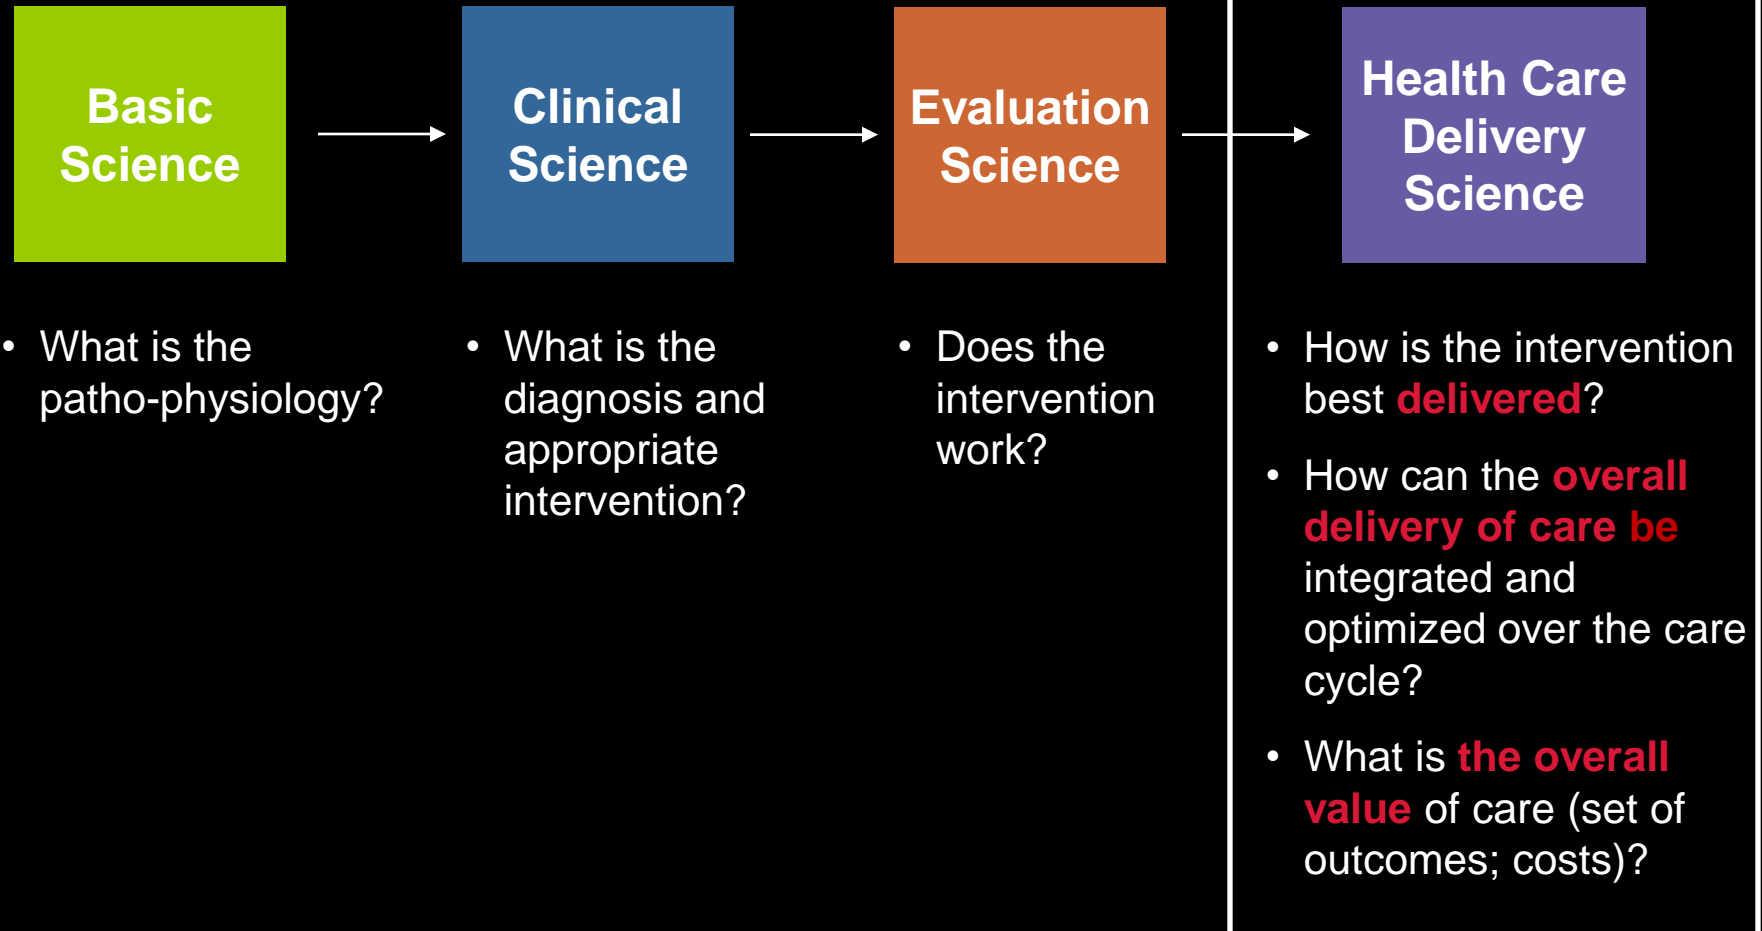 Basic
Science
Clinical
Science
Evaluation
Science
Health Care
Delivery
Science
• What is the
patho-physiology?
• What is the
diagnosis and
appropriate
intervention?
• Does the
intervention
work?
• How is the intervention
best delivered?
• How can the overall
delivery of care be
integrated and
optimized over the care
cycle?
• What is the overall
value of care (set of
outcomes; costs)?